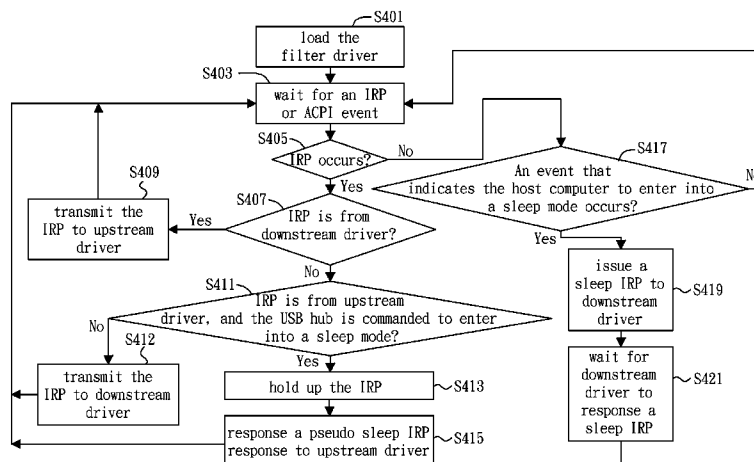 S401
load the
filter driver
S403
wait for an IRP
or ACPI event
S405
IRP occurs?
No
S417
An event that
indicates the host computer to enter into
a sleep mode occurs?
No
Yes
S407
IRP is from
downstream driver?
Yes
S409
transmit the
IRP to upstream
driver
Yes
issue a
sleep IRP to
downstream
driver
S419
No
S411
IRP is from upstream
driver, and the USB hub is commanded to enter
into a sleep mode?
No
S412
transmit the
IRP to downstream
driver
Yes
hold up the IRP
S413
wait for
downstream
driver to
response a
sleep IRP
S421
response a pseudo sleep IRP
response to upstream driver
S415